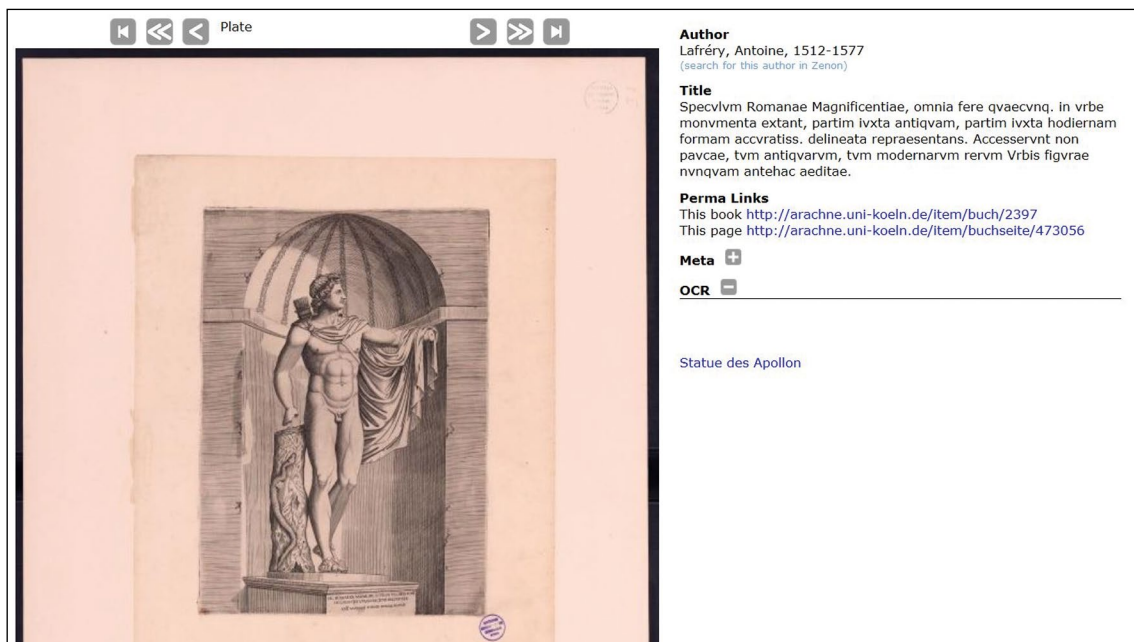 Plate
Author
Lafréry, Antoine, 1512-1577
(search for this author in Zenon)
Title
Specvlvm Romanae Magnificentiae, omnia fere qvaecvnq. in vrbe
monvmenta extant, partim ivxta antiqvam, partim ivxta hodiernam
formam accvratiss. delineata repraesentans. Accesservnt non
pavcae, tvm antiqvarvm, tvm modernarvm rervm Vrbis figvrae
nvnqvam antehac aeditae.
Perma Links
This book http://arachne.uni-koeln.de/item/buch/2397
This page http://arachne.uni-koeln.de/item/buchseite/473056
Meta
OCR
Statue des Apollon